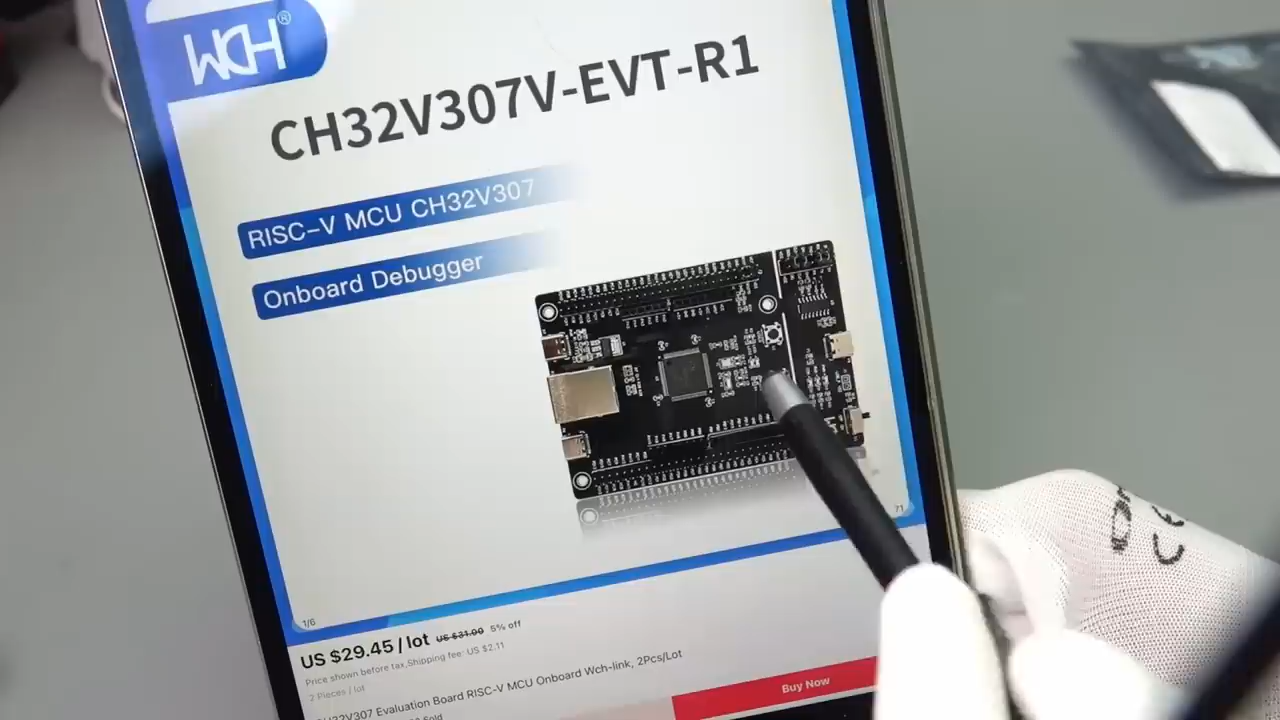 WCH®
CH32V307V-EVT-R1
RISC-V MCU CH32V307
Onboard Debugger
1/6
US $29.45 / lot US $31.00 5% off
Price shown before tax,Shipping fee: US $2.11
2 Pieces / lot
CH32V307 Evaluation Board RISC-V MCU Onboard Wch-link, 2Pcs/Lot
Sold
Buy Now